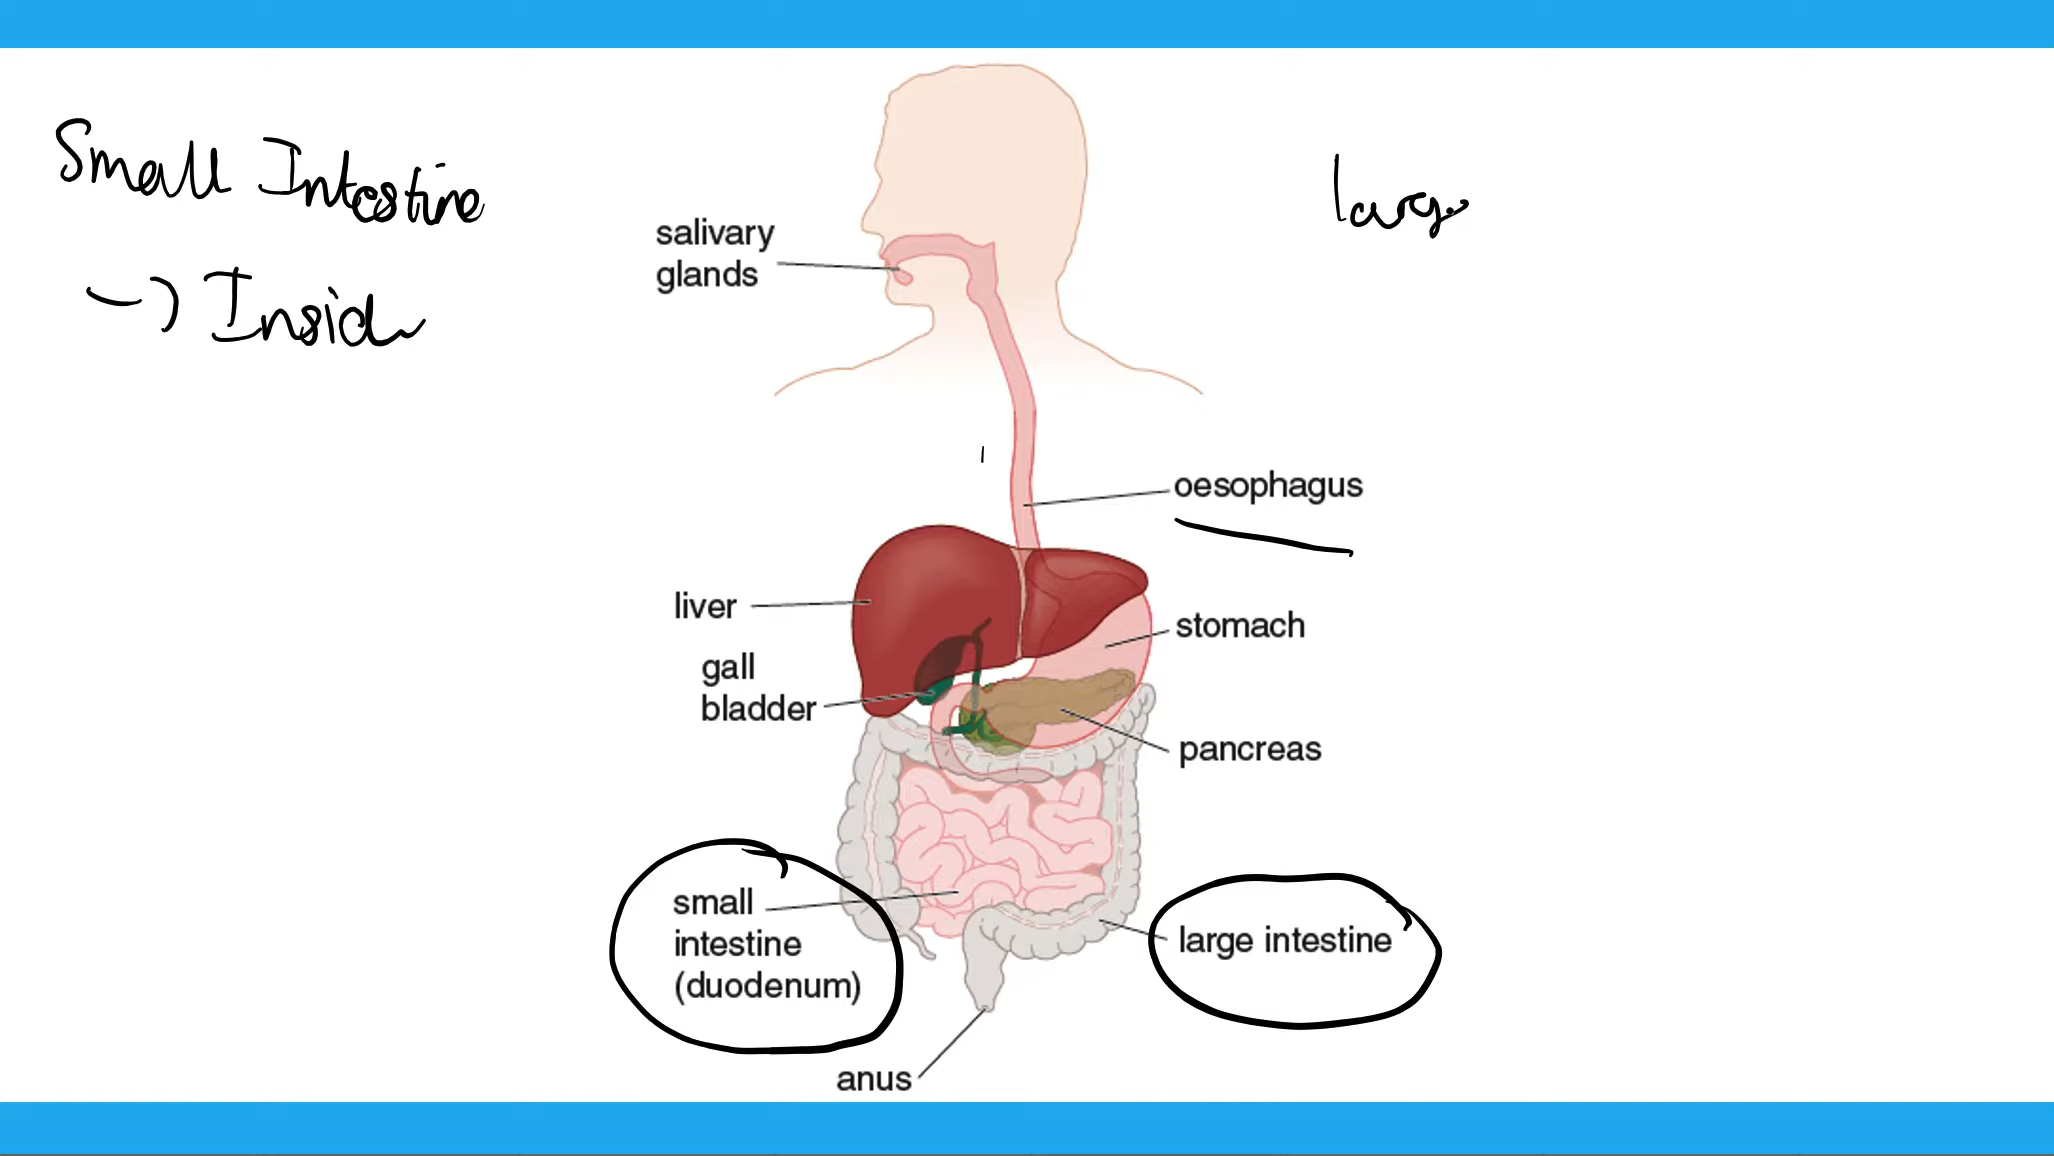 Small Intestine
→ Inside
large
salivary
glands
oesophagus
liver
stomach
gall
bladder
pancreas
small
intestine
(duodenum)
large intestine
anus